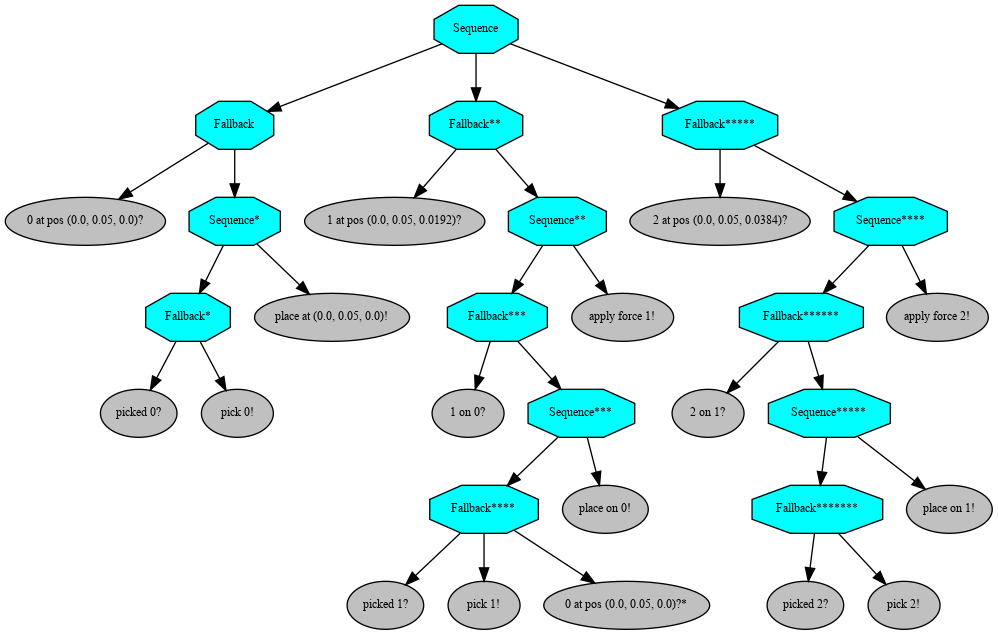 Sequence
Fallback
Fallback**
Fallback*****
0 at pos (0.0, 0.05, 0.0)?
Sequence*
1 at pos (0.0, 0.05, 0.0192)?
Sequence**
2 at pos (0.0, 0.05, 0.0384)?
Sequence****
Fallback*
place at (0.0, 0.05, 0.0)!
Fallback***
apply force 1!
Fallback******
apply force 2!
picked 0?
pick 0!
1 on 0?
Sequence***
2 on 1?
Sequence*****
Fallback****
place on 0!
Fallback*******
place on 1!
picked 1?
pick 1!
0 at pos (0.0, 0.05, 0.0)?*
picked 2?
pick 2!